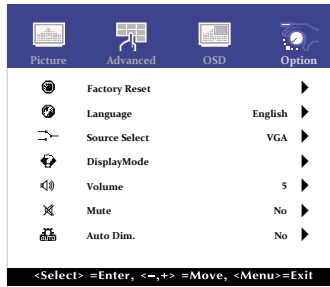 Picture Advanced OSD Option
Factory Reset
Language English
Source Select VGA
DisplayMode
Volume 5
Mute No
Auto Dim. No
<Select> =Enter, <–,+> =Move, <Menu>=Exit